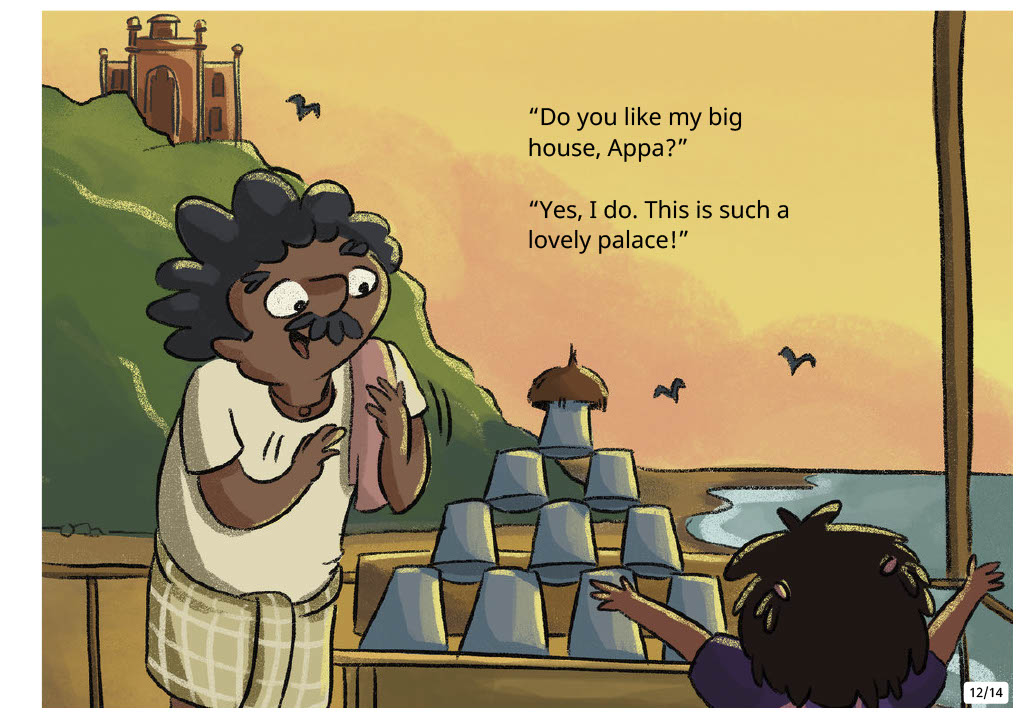 “Do you like my big
house, Appa?”
“Yes, I do. This is such a
lovely palace!”
12/14